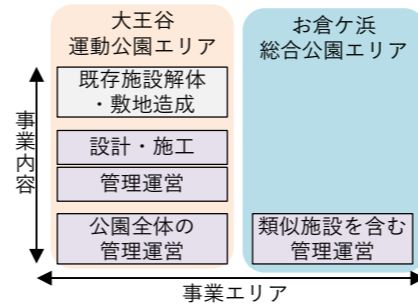 大王谷
運動公園エリア
お倉ケ浜
総合公園エリア
既存施設解体
・敷地造成
設計・施工
管理運営
公園全体の
管理運営
類似施設を含む
管理運営
事業内容
事業エリア